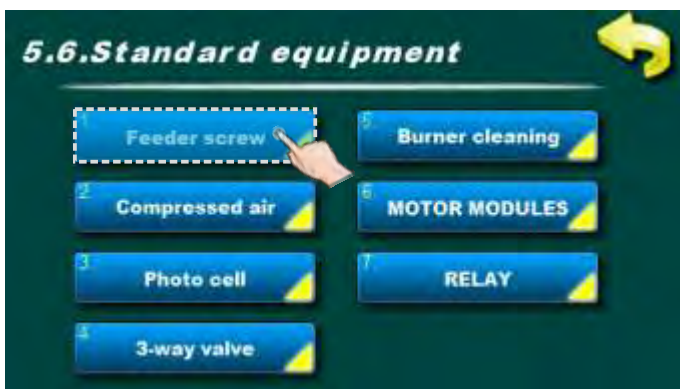 5.6.Standard equipment
1
Feeder screw
5
Burner cleaning
2
Compressed air
6
MOTOR MODULES
3
Photo cell
7
RELAY
4
3-way valve